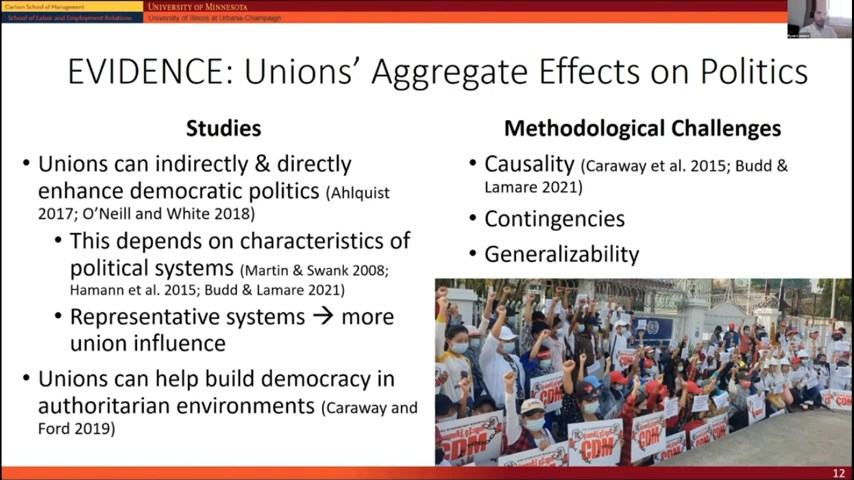 Carlson School of Management
UNIVERSITY OF MINNESOTA
School of Labor and Employment Relations
University of Illinois at Urbana-Champaign
EVIDENCE: Unions' Aggregate Effects on Politics
Studies
• Unions can indirectly & directly
enhance democratic politics (Ahlquist
2017; O'Neill and White 2018)
• This depends on characteristics of
political systems (Martin & Swank 2008;
Hamann et al. 2015; Budd & Lamare 2021)
• Representative systems → more
union influence
• Unions can help build democracy in
authoritarian environments (Caraway and
Ford 2019)
Methodological Challenges
• Causality (Caraway et al. 2015; Budd &
Lamare 2021)
• Contingencies
• Generalizability
CDM
CDM
CDM
CDM
12